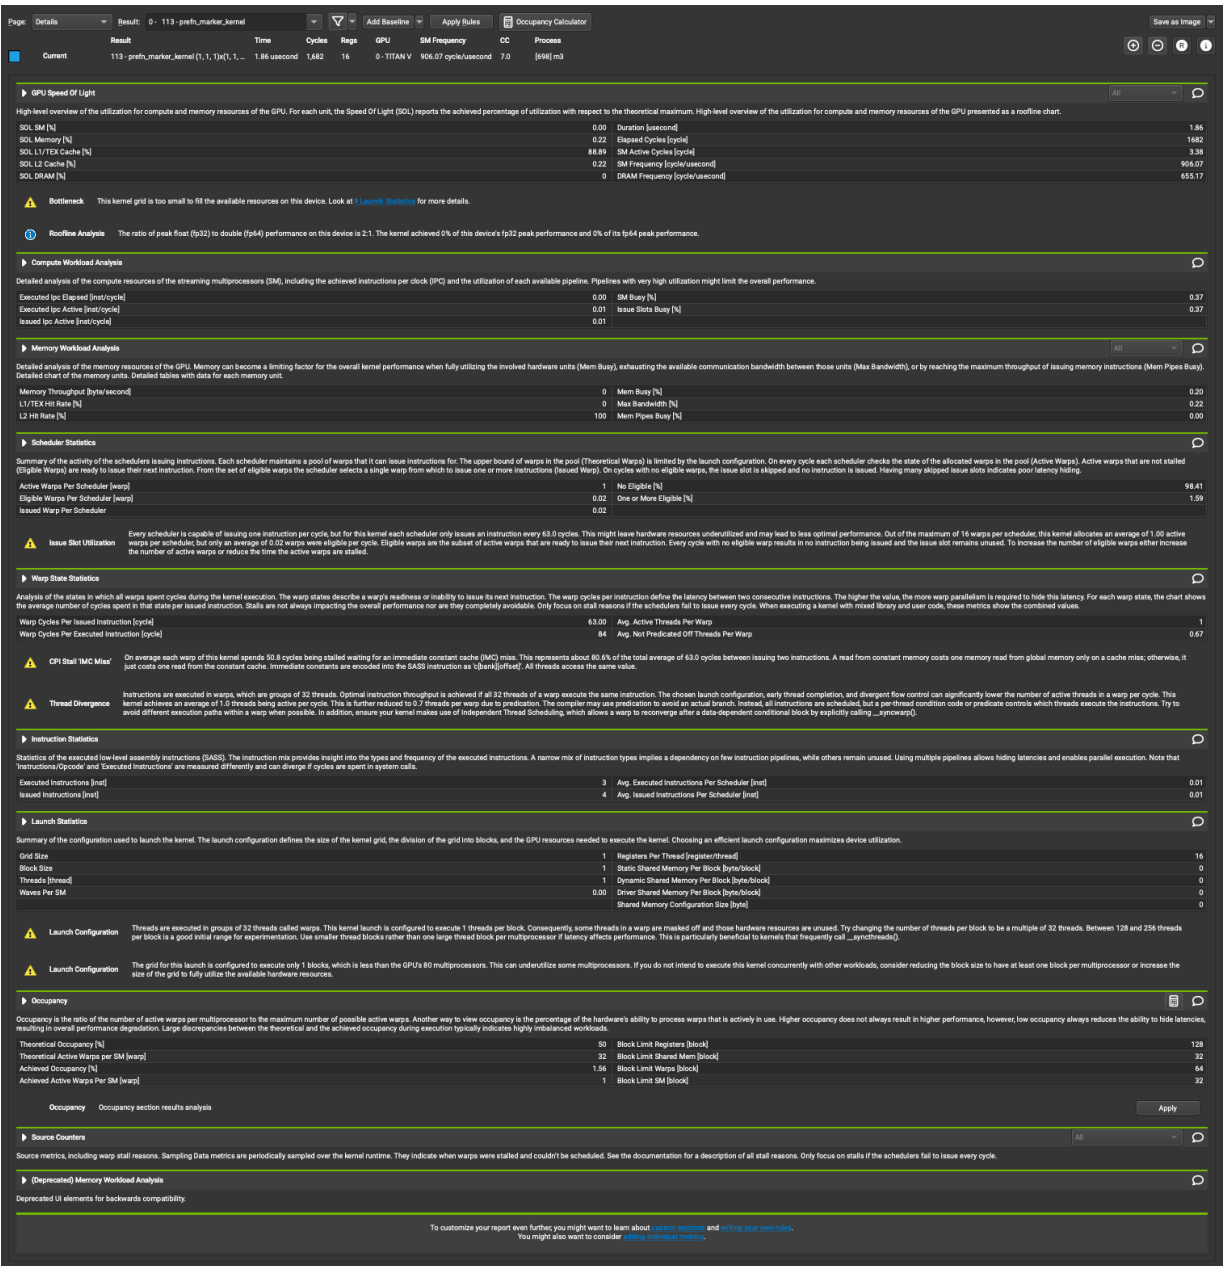 Page: Details Result: 0 - 113 - prefn_marker_kernel Add Baseline Apply Rules Occupancy Calculator Save as Image
Result Time Cycles Regs GPU SM Frequency CC Process
Current 113 - prefn_marker_kernel (1, 1, 1)x(1, 1, ... 1.86 usecond 1,682 16 0 - TITAN V 906.07 cycle/usecond 7.0 [698] m3
GPU Speed Of Light All
High-level overview of the utilization for compute and memory resources of the GPU. For each unit, the Speed Of Light (SOL) reports the achieved percentage of utilization with respect to the theoretical maximum. High-level overview of the utilization for compute and memory resources of the GPU presented as a roofline chart.
SOL SM [%] 0.00 Duration [usecond] 1.86
SOL Memory [%] 0.22 Elapsed Cycles [cycle] 1682
SOL L1/TEX Cache [%] 88.89 SM Active Cycles [cycle] 3.38
SOL L2 Cache [%] 0.22 SM Frequency [cycle/usecond] 906.07
SOL DRAM [%] 0 DRAM Frequency [cycle/usecond] 655.17
Bottleneck This kernel grid is too small to fill the available resources on this device. Look at Launch Statistics for more details.
Roofline Analysis The ratio of peak float (fp32) to double (fp64) performance on this device is 2:1. The kernel achieved 0% of this device's fp32 peak performance and 0% of its fp64 peak performance.
Compute Workload Analysis
Detailed analysis of the compute resources of the streaming multiprocessors (SM), including the achieved instructions per clock (IPC) and the utilization of each available pipeline. Pipelines with very high utilization might limit the overall performance.
Executed Ipc Elapsed [inst/cycle] 0.00 SM Busy [%] 0.37
Executed Ipc Active [inst/cycle] 0.01 Issue Slots Busy [%] 0.37
Issued Ipc Active [inst/cycle] 0.01
Memory Workload Analysis All
Detailed analysis of the memory resources of the GPU. Memory can become a limiting factor for the overall kernel performance when fully utilizing the involved hardware units (Mem Busy), exhausting the available communication bandwidth between those units (Max Bandwidth), or by reaching the maximum throughput of issuing memory instructions (Mem Pipes Busy).
Detailed chart of the memory units. Detailed tables with data for each memory unit.
Memory Throughput [byte/second] 0 Mem Busy [%] 0.20
L1/TEX Hit Rate [%] 0 Max Bandwidth [%] 0.22
L2 Hit Rate [%] 100 Mem Pipes Busy [%] 0.00
Scheduler Statistics
Summary of the activity of the schedulers issuing instructions. Each scheduler maintains a pool of warps that it can issue instructions for. The upper bound of warps in the pool (Theoretical Warps) is limited by the launch configuration. On every cycle each scheduler checks the state of the allocated warps in the pool (Active Warps). Active warps that are not stalled
(Eligible Warps) are ready to issue their next instruction. From the set of eligible warps the scheduler selects a single warp from which to issue one or more instructions (Issued Warp). On cycles with no eligible warps, the issue slot is skipped and no instruction is issued. Having many skipped issue slots indicates poor latency hiding.
Active Warps Per Scheduler [warp] 1 No Eligible [%] 98.41
Eligible Warps Per Scheduler [warp] 0.02 One or More Eligible [%] 1.59
Issued Warp Per Scheduler 0.02
Every scheduler is capable of issuing one instruction per cycle, but for this kernel each scheduler only issues an instruction every 63.0 cycles. This might leave hardware resources underutilized and may lead to less optimal performance. Out of the maximum of 16 warps per scheduler, this kernel allocates an average of 1.00 active
Issue Slot Utilization warps per scheduler, but only an average of 0.02 warps were eligible per cycle. Eligible warps are the subset of active warps that are ready to issue their next instruction. Every cycle with no eligible warp results in no instruction being issued and the issue slot remains unused. To increase the number of eligible warps either increase
the number of active warps or reduce the time the active warps are stalled.
Warp State Statistics
Analysis of the states in which all warps spent cycles during the kernel execution. The warp states describe a warp's readiness or inability to issue its next instruction. The warp cycles per instruction define the latency between two consecutive instructions. The higher the value, the more warp parallelism is required to hide this latency. For each warp state, the chart shows
the average number of cycles spent in that state per issued instruction. Stalls are not always impacting the overall performance nor are they completely avoidable. Only focus on stall reasons if the schedulers fail to issue every cycle. When executing a kernel with mixed library and user code, these metrics show the combined values.
Warp Cycles Per Issued Instruction [cycle] 63.00 Avg. Active Threads Per Warp 1
Warp Cycles Per Executed Instruction [cycle] 84 Avg. Not Predicated Off Threads Per Warp 0.67
CPI Stall 'IMC Miss' On average each warp of this kernel spends 50.8 cycles being stalled waiting for an immediate constant cache (IMC) miss. This represents about 80.6% of the total average of 63.0 cycles between issuing two instructions. A read from constant memory costs one memory read from global memory only on a cache miss; otherwise, it
just costs one read from the constant cache. Immediate constants are encoded into the SASS instruction as 'c[bank][offset]'. All threads access the same value.
Instructions are executed in warps, which are groups of 32 threads. Optimal instruction throughput is achieved if all 32 threads of a warp execute the same instruction. The chosen launch configuration, early thread completion, and divergent flow control can significantly lower the number of active threads in a warp per cycle. This
Thread Divergence kernel achieves an average of 1.0 threads being active per cycle. This is further reduced to 0.7 threads per warp due to predication. The compiler may use predication to avoid an actual branch. Instead, all instructions are scheduled, but a per-thread condition code or predicate controls which threads execute the instructions. Try to
avoid different execution paths within a warp when possible. In addition, ensure your kernel makes use of Independent Thread Scheduling, which allows a warp to reconverge after a data-dependent conditional block by explicitly calling __syncwarp().
Instruction Statistics
Statistics of the executed low-level assembly instructions (SASS). The instruction mix provides insight into the types and frequency of the executed instructions. A narrow mix of instruction types implies a dependency on few instruction pipelines, while others remain unused. Using multiple pipelines allows hiding latencies and enables parallel execution. Note that
'Instructions/Opcode' and 'Executed Instructions' are measured differently and can diverge if cycles are spent in system calls.
Executed Instructions [inst] 3 Avg. Executed Instructions Per Scheduler [inst] 0.01
Issued Instructions [inst] 4 Avg. Issued Instructions Per Scheduler [inst] 0.01
Launch Statistics
Summary of the configuration used to launch the kernel. The launch configuration defines the size of the kernel grid, the division of the grid into blocks, and the GPU resources needed to execute the kernel. Choosing an efficient launch configuration maximizes device utilization.
Grid Size 1 Registers Per Thread [register/thread] 16
Block Size 1 Static Shared Memory Per Block [byte/block] 0
Threads [thread] 1 Dynamic Shared Memory Per Block [byte/block] 0
Waves Per SM 0.00 Driver Shared Memory Per Block [byte/block] 0
Shared Memory Configuration Size [byte] 0
Launch Configuration Threads are executed in groups of 32 threads called warps. This kernel launch is configured to execute 1 threads per block. Consequently, some threads in a warp are masked off and those hardware resources are unused. Try changing the number of threads per block to be a multiple of 32 threads. Between 128 and 256 threads
per block is a good initial range for experimentation. Use smaller thread blocks rather than one large thread block per multiprocessor if latency affects performance. This is particularly beneficial to kernels that frequently call __syncthreads().
Launch Configuration The grid for this launch is configured to execute only 1 blocks, which is less than the GPU's 80 multiprocessors. This can underutilize some multiprocessors. If you do not intend to execute this kernel concurrently with other workloads, consider reducing the block size to have at least one block per multiprocessor or increase the
size of the grid to fully utilize the available hardware resources.
Occupancy
Occupancy is the ratio of the number of active warps per multiprocessor to the maximum number of possible active warps. Another way to view occupancy is the percentage of the hardware's ability to process warps that is actively in use. Higher occupancy does not always result in higher performance, however, low occupancy always reduces the ability to hide latencies,
resulting in overall performance degradation. Large discrepancies between the theoretical and the achieved occupancy during execution typically indicates highly imbalanced workloads.
Theoretical Occupancy [%] 50 Block Limit Registers [block] 128
Theoretical Active Warps per SM [warp] 32 Block Limit Shared Mem [block] 32
Achieved Occupancy [%] 1.56 Block Limit Warps [block] 64
Achieved Active Warps Per SM [warp] 1 Block Limit SM [block] 32
Occupancy Occupancy section results analysis Apply
Source Counters All
Source metrics, including warp stall reasons. Sampling Data metrics are periodically sampled over the kernel runtime. They indicate when warps were stalled and couldn't be scheduled. See the documentation for a description of all stall reasons. Only focus on stalls if the schedulers fail to issue every cycle.
(Deprecated) Memory Workload Analysis
Deprecated UI elements for backwards compatibility.
To customize your report even further, you might want to learn about custom sections and writing your own rules.
You might also want to consider adding individual metrics.